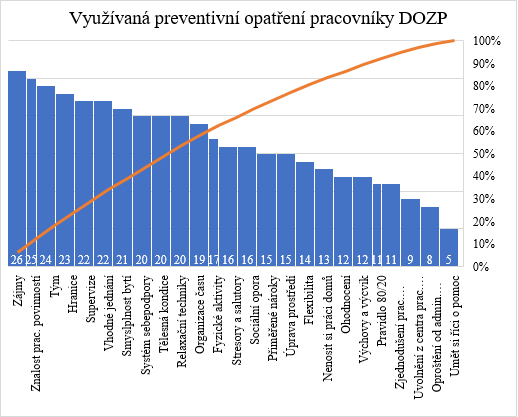 Využívaná preventivní opatření pracovníky DOZP
100%
90%
80%
70%
60%
50%
40%
30%
20%
10%
0%
26 25 24 23 22 22 21 20 20 20 19 17 16 16 15 15 14 13 12 12 11 11 9 8 5
Zájmy
Znalost prac. povinností
Tým
Hranice
Supervize
Vhodné jednání
Smyslplnost bytí
Systém sebepodpory
Tělesná kondice
Relaxační techniky
Organizace času
Fyzické aktivity
Stresory a salutory
Sociální opora
Přiměřené nároky
Úprava prostředí
Flexibilita
Nenosit si práci domů
Ohodnocení
Výchovy a výcvik
Pravidlo 80/20
Zjednodušení prac.…
Uvolnění z centra prac.…
Oproštění od admin.…
Umět si říci o pomoc